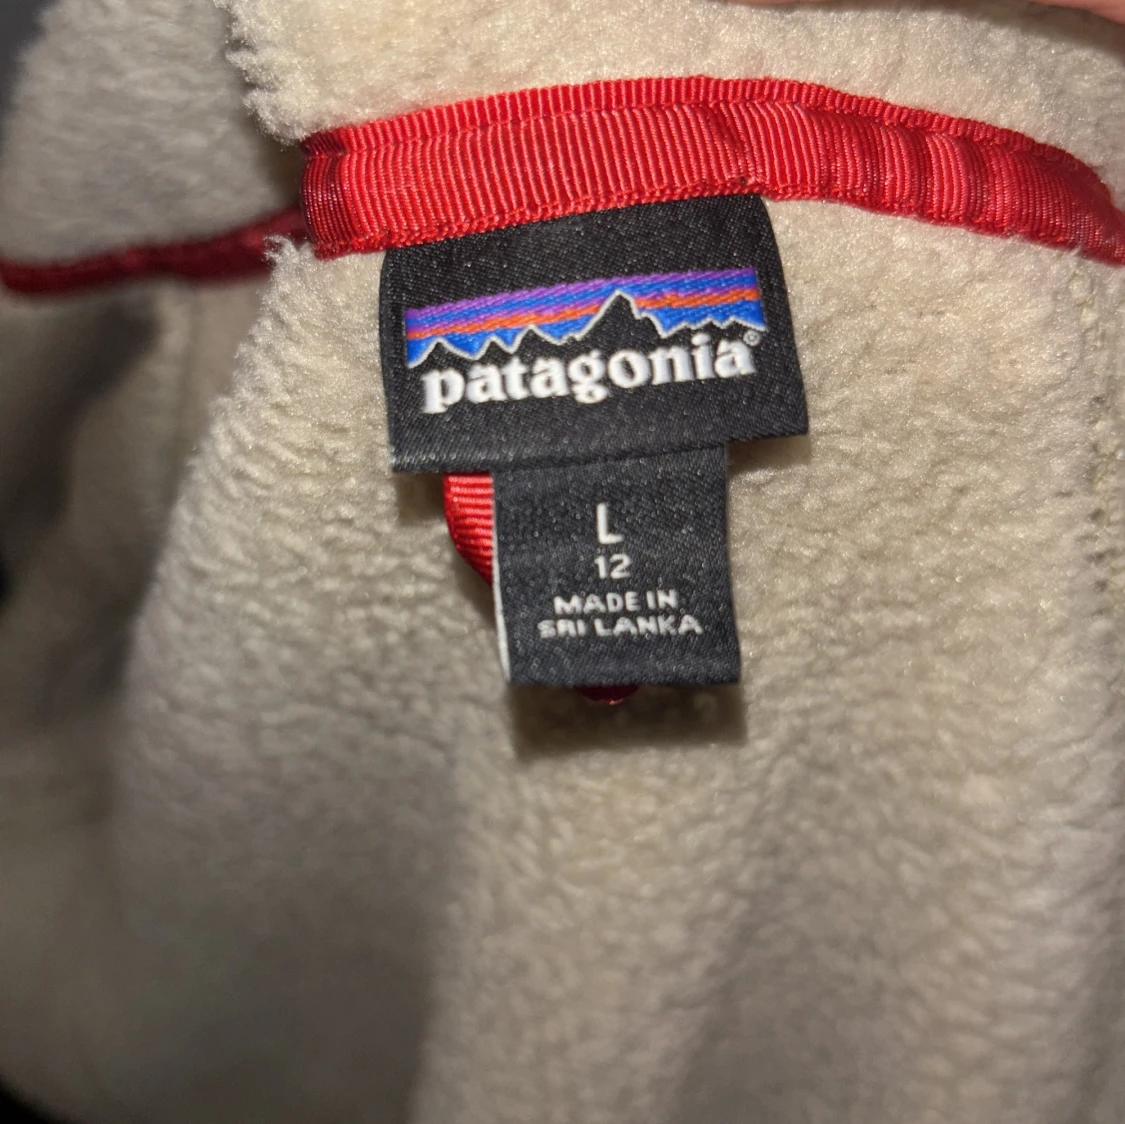 patagonia®
L
12
MADE IN
SRI LANKA